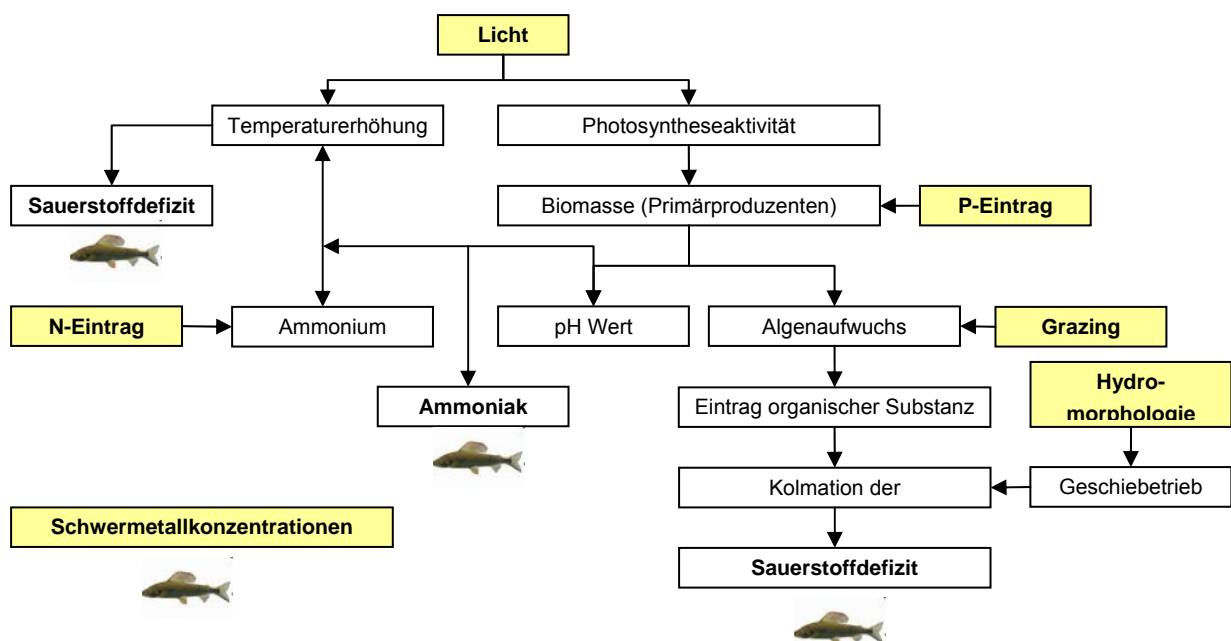 Licht
Temperaturerhöhung
Photosyntheseaktivität
Sauerstoffdefizit
Biomasse (Primärproduzenten)
P-Eintrag
N-Eintrag
Ammonium
pH Wert
Algenaufwuchs
Grazing
Ammoniak
Eintrag organischer Substanz
Hydro-
morphologie
Kolmation der
Geschiebetrieb
Schwermetallkonzentrationen
Sauerstoffdefizit